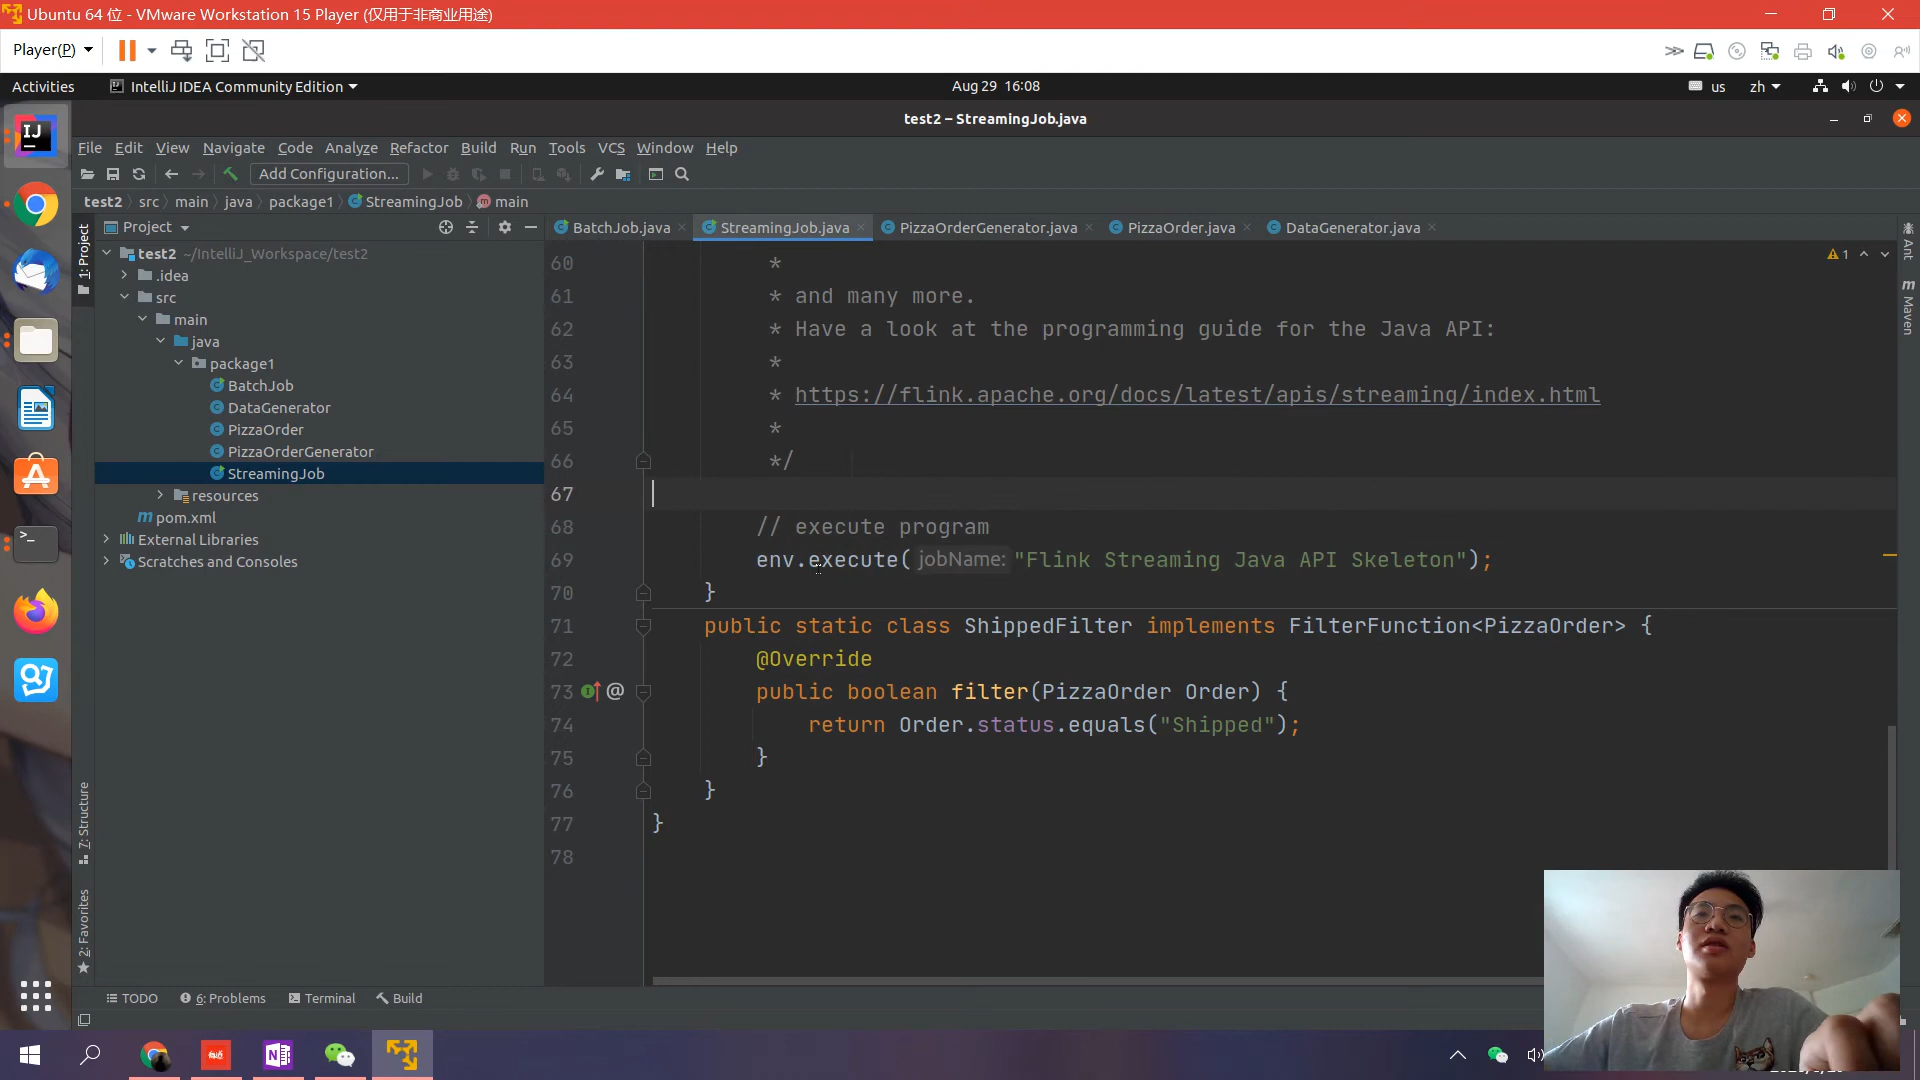 Ubuntu 64 位 - VMware Workstation 15 Player (仅用于非商业用途)
Player(P)
Activities
IntelliJ IDEA Community Edition
Aug 29 16:08
us
zh
test2 – StreamingJob.java
File Edit View Navigate Code Analyze Refactor Build Run Tools VCS Window Help
Add Configuration...
test2 src main java package1 StreamingJob main
1: Project
Project
BatchJob.java
StreamingJob.java
PizzaOrderGenerator.java
PizzaOrder.java
DataGenerator.java
Ant
Maven
test2 ~/IntelliJ_Workspace/test2
.idea
src
main
java
package1
BatchJob
DataGenerator
PizzaOrder
PizzaOrderGenerator
StreamingJob
resources
pom.xml
External Libraries
Scratches and Consoles
1
60 *
61 * and many more.
62 * Have a look at the programming guide for the Java API:
63 *
64 * https://flink.apache.org/docs/latest/apis/streaming/index.html
65 *
66 */
67
68 // execute program
69 env.execute( jobName: "Flink Streaming Java API Skeleton");
70 }
71 public static class ShippedFilter implements FilterFunction<PizzaOrder> {
72 @Override
73 public boolean filter(PizzaOrder Order) {
74 return Order.status.equals("Shipped");
75 }
76 }
77 }
78
7: Structure
2: Favorites
TODO
6: Problems
Terminal
Build